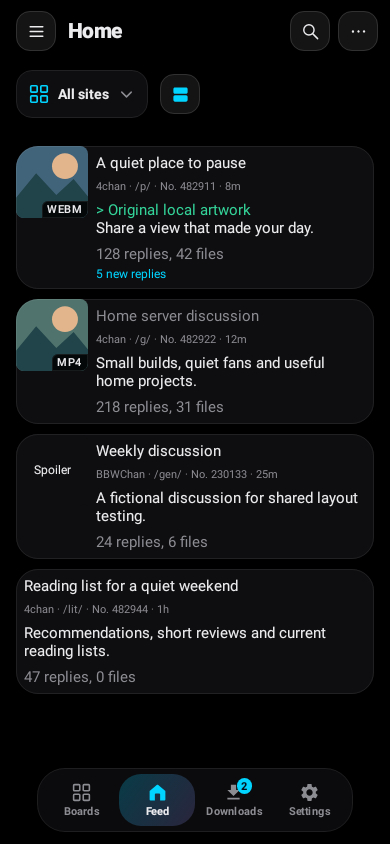 Home
All sites
A quiet place to pause
4chan · /p/ · No. 482911 · 8m
WEBM
> Original local artwork
Share a view that made your day.
128 replies, 42 files
5 new replies
Home server discussion
4chan · /g/ · No. 482922 · 12m
MP4
Small builds, quiet fans and useful
home projects.
218 replies, 31 files
Weekly discussion
Spoiler
BBWChan · /gen/ · No. 230133 · 25m
A fictional discussion for shared layout
testing.
24 replies, 6 files
Reading list for a quiet weekend
4chan · /lit/ · No. 482944 · 1h
Recommendations, short reviews and current
reading lists.
47 replies, 0 files
2
Boards
Feed
Downloads
Settings